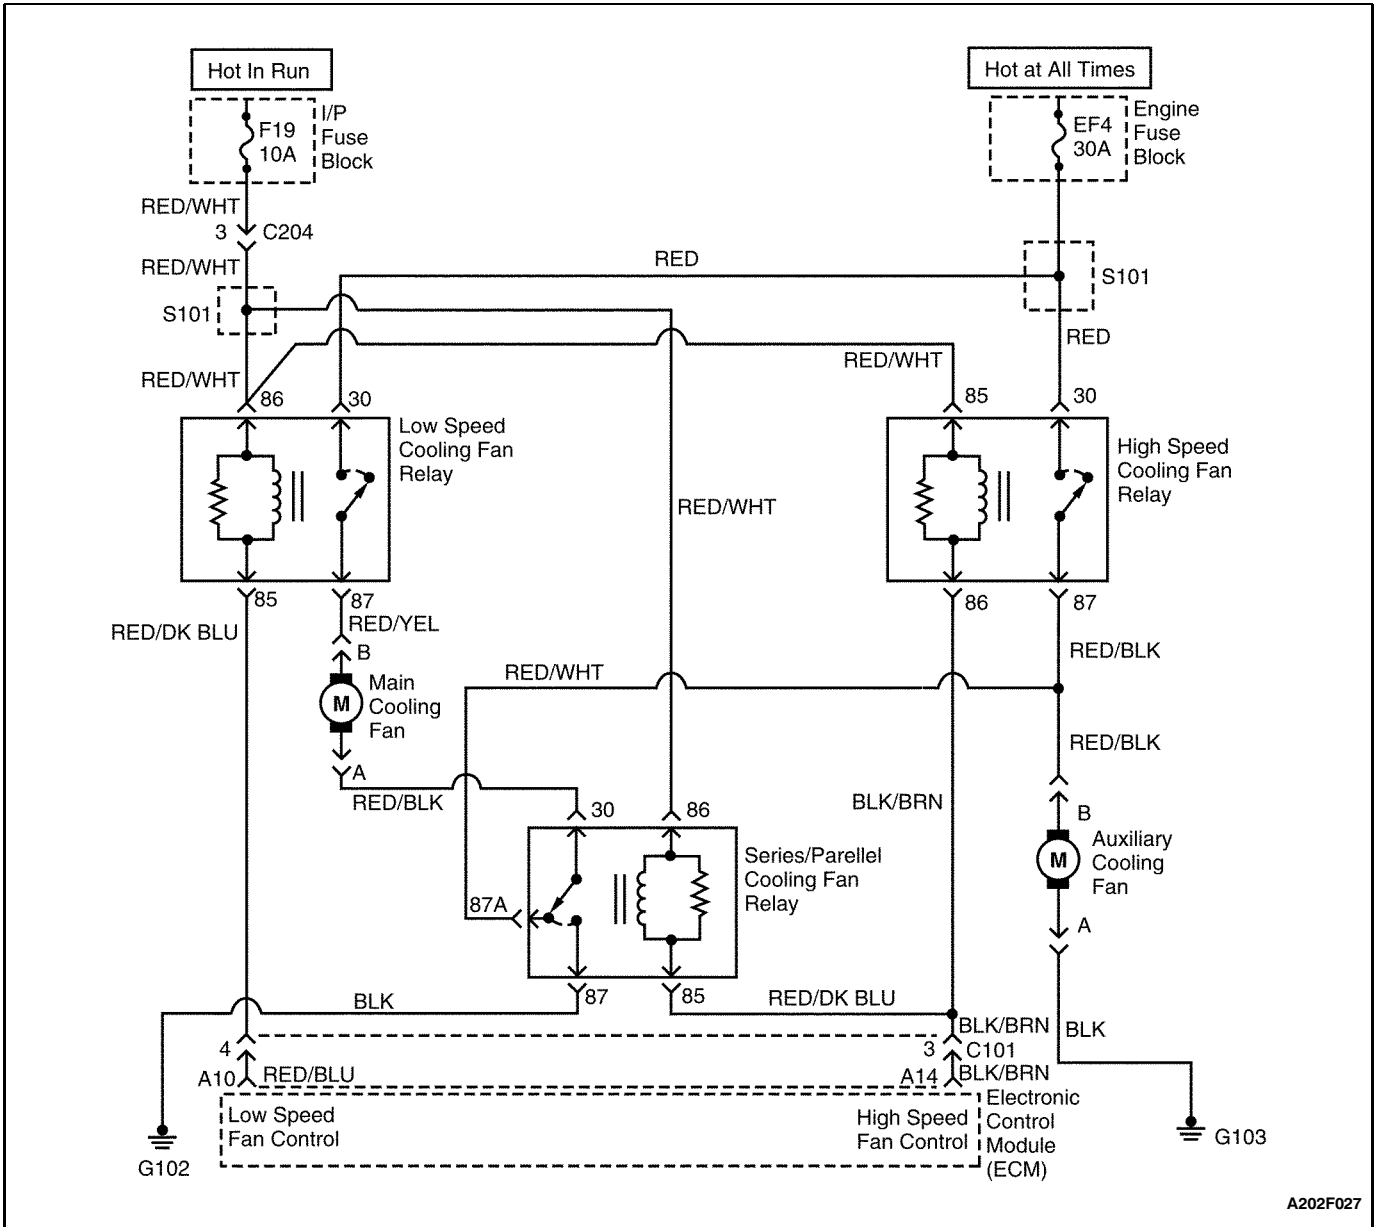 Hot In Run
Hot at All Times
F19
10A
I/P
Fuse
Block
EF4
30A
Engine
Fuse
Block
RED/WHT
3
C204
RED/WHT
RED
S101
S101
RED
RED/WHT
RED/WHT
86
30
85
30
Low Speed
Cooling Fan
Relay
High Speed
Cooling Fan
Relay
RED/WHT
85
87
86
87
RED/DK BLU
RED/YEL
B
RED/BLK
RED/WHT
Main
Cooling
Fan
M
RED/BLK
A
RED/BLK
BLK/BRN
30
86
B
Series/Parellel
Cooling Fan
Relay
Auxiliary
Cooling
Fan
M
87A
A
87
85
BLK
RED/DK BLU
BLK/BRN
BLK
4
3
C101
A10
RED/BLU
A14
BLK/BRN
Low Speed
Fan Control
High Speed
Fan Control
Electronic
Control
Module
(ECM)
G102
G103
A202F027